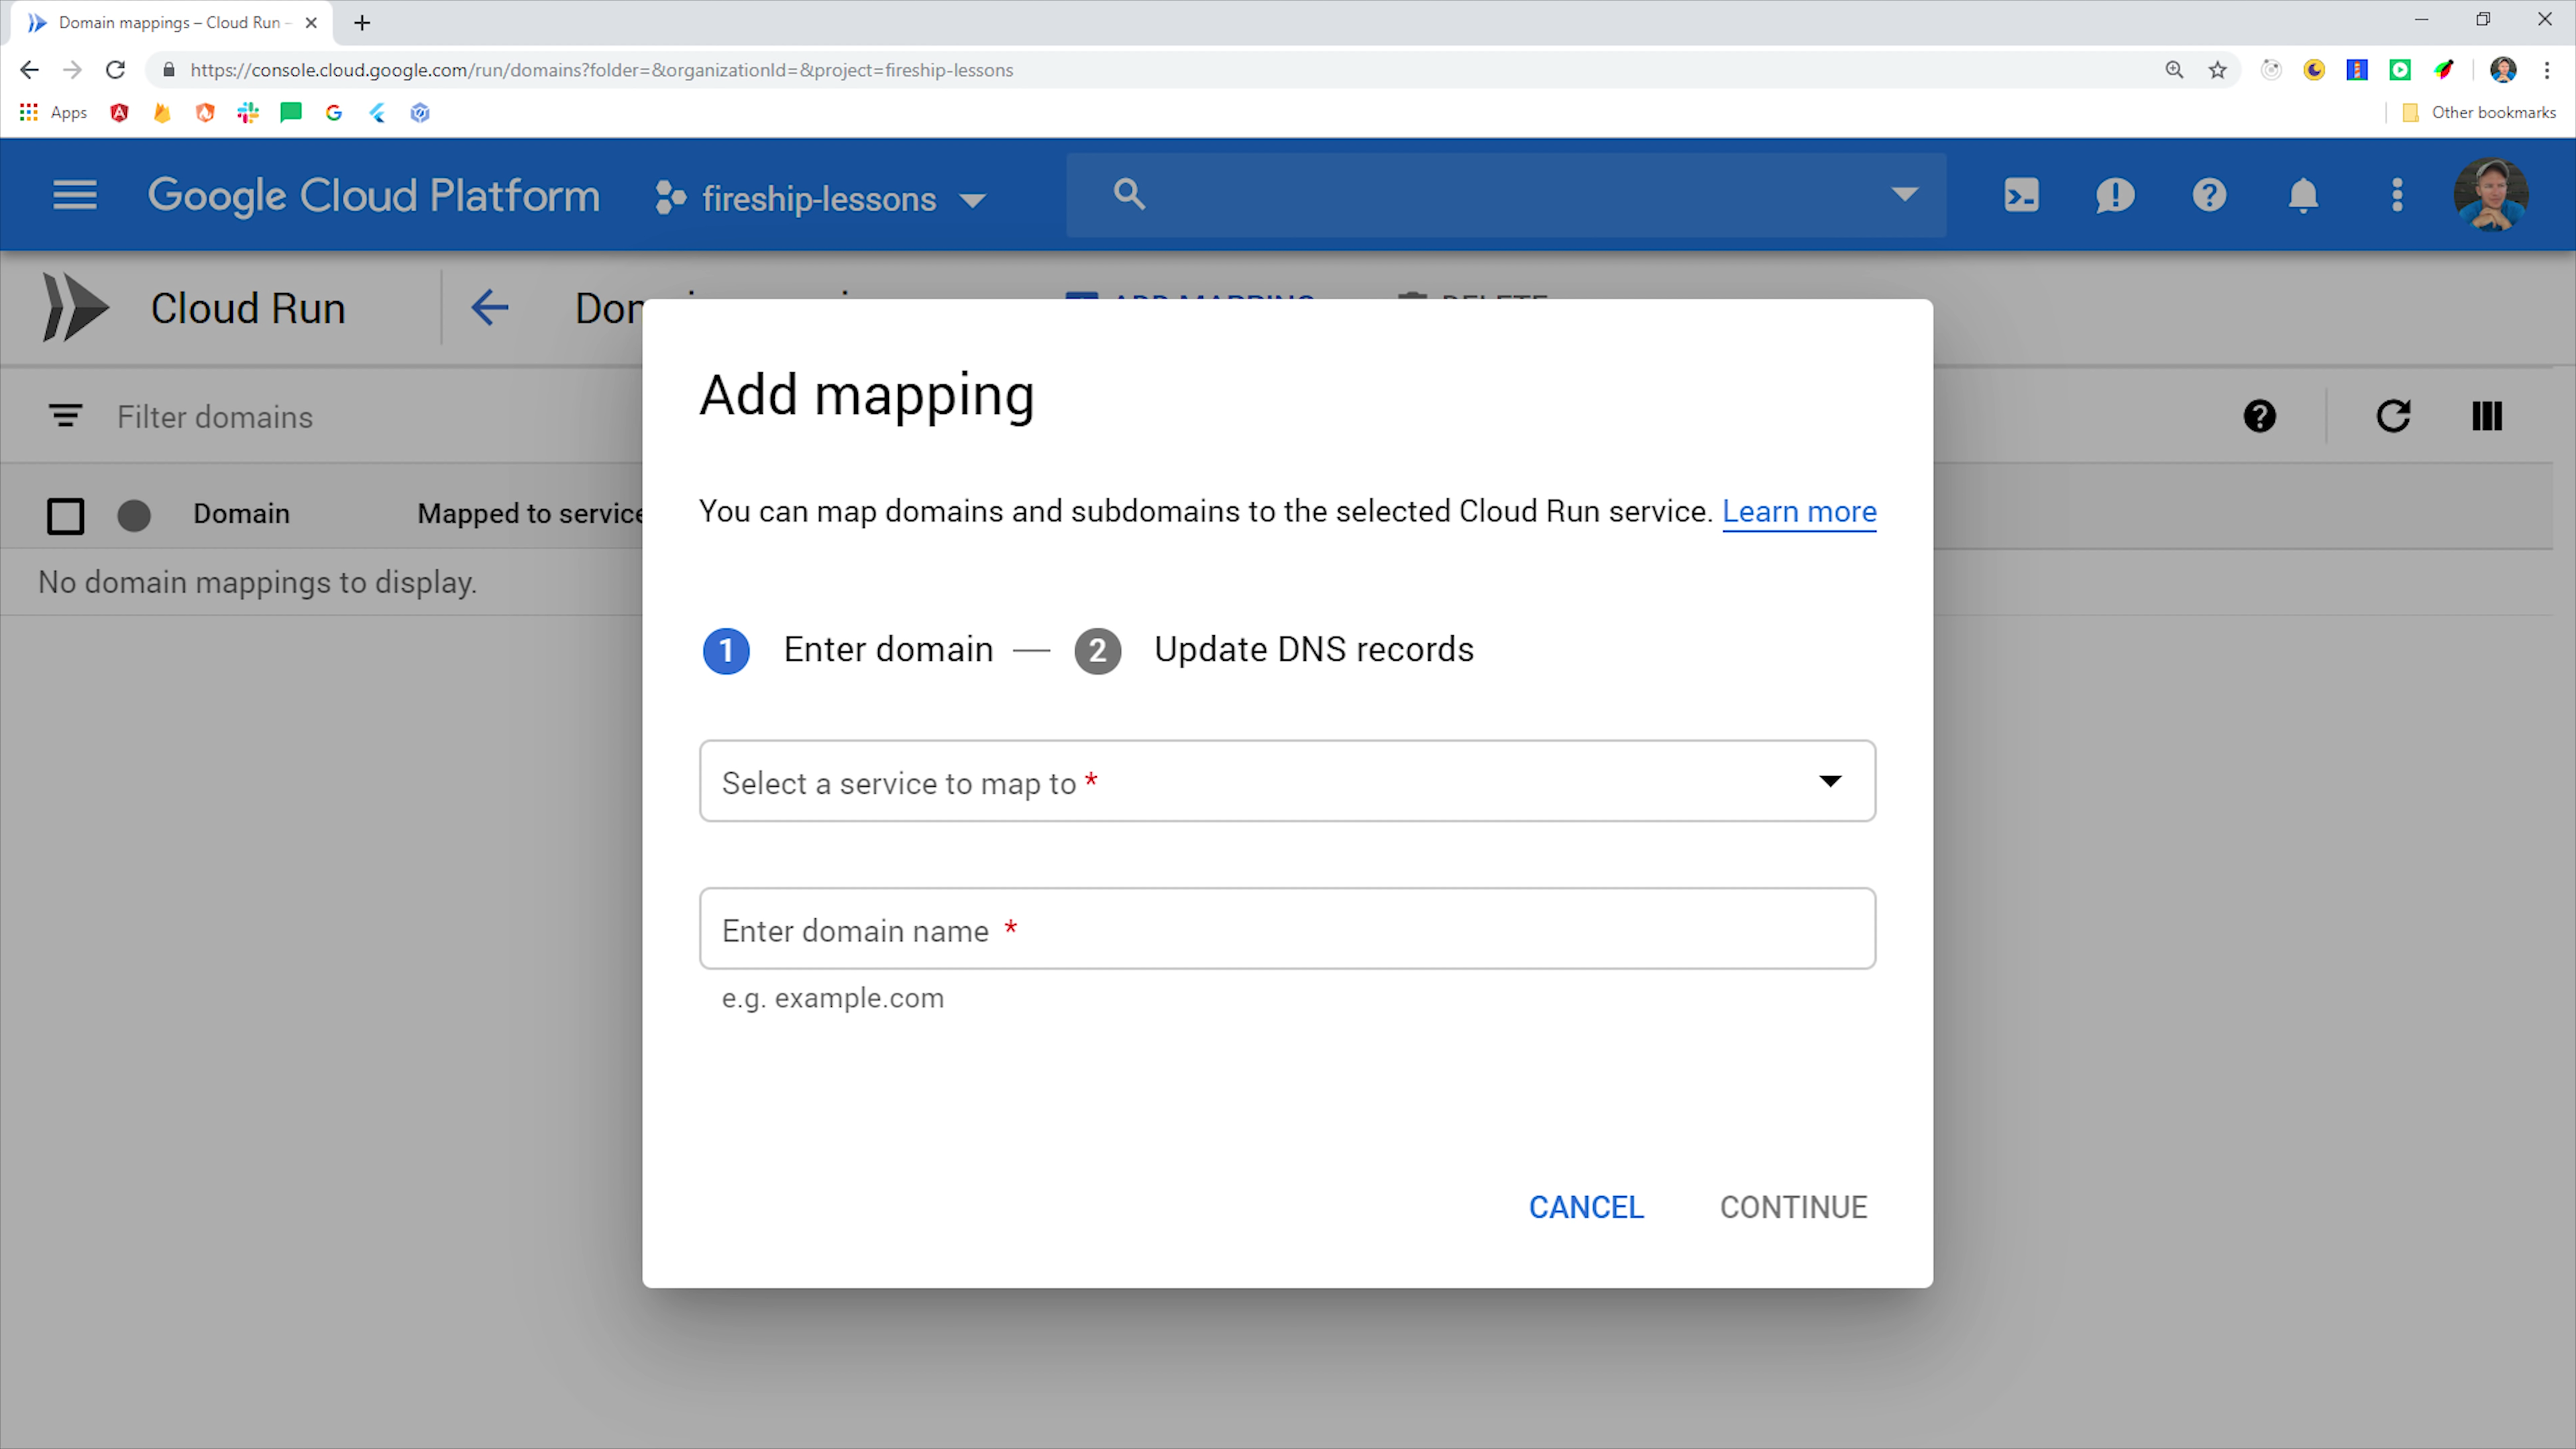 Domain mappings – Cloud Run –
https://console.cloud.google.com/run/domains?folder=&organizationId=&project=fireship-lessons
Apps
Other bookmarks
Google Cloud Platform
fireship-lessons
Cloud Run
ADD MAPPING
DELETE
Add mapping
Filter domains
You can map domains and subdomains to the selected Cloud Run service. Learn more
Domain
Mapped to service
No domain mappings to display.
1 Enter domain — 2 Update DNS records
Select a service to map to *
Enter domain name *
e.g. example.com
CANCEL
CONTINUE